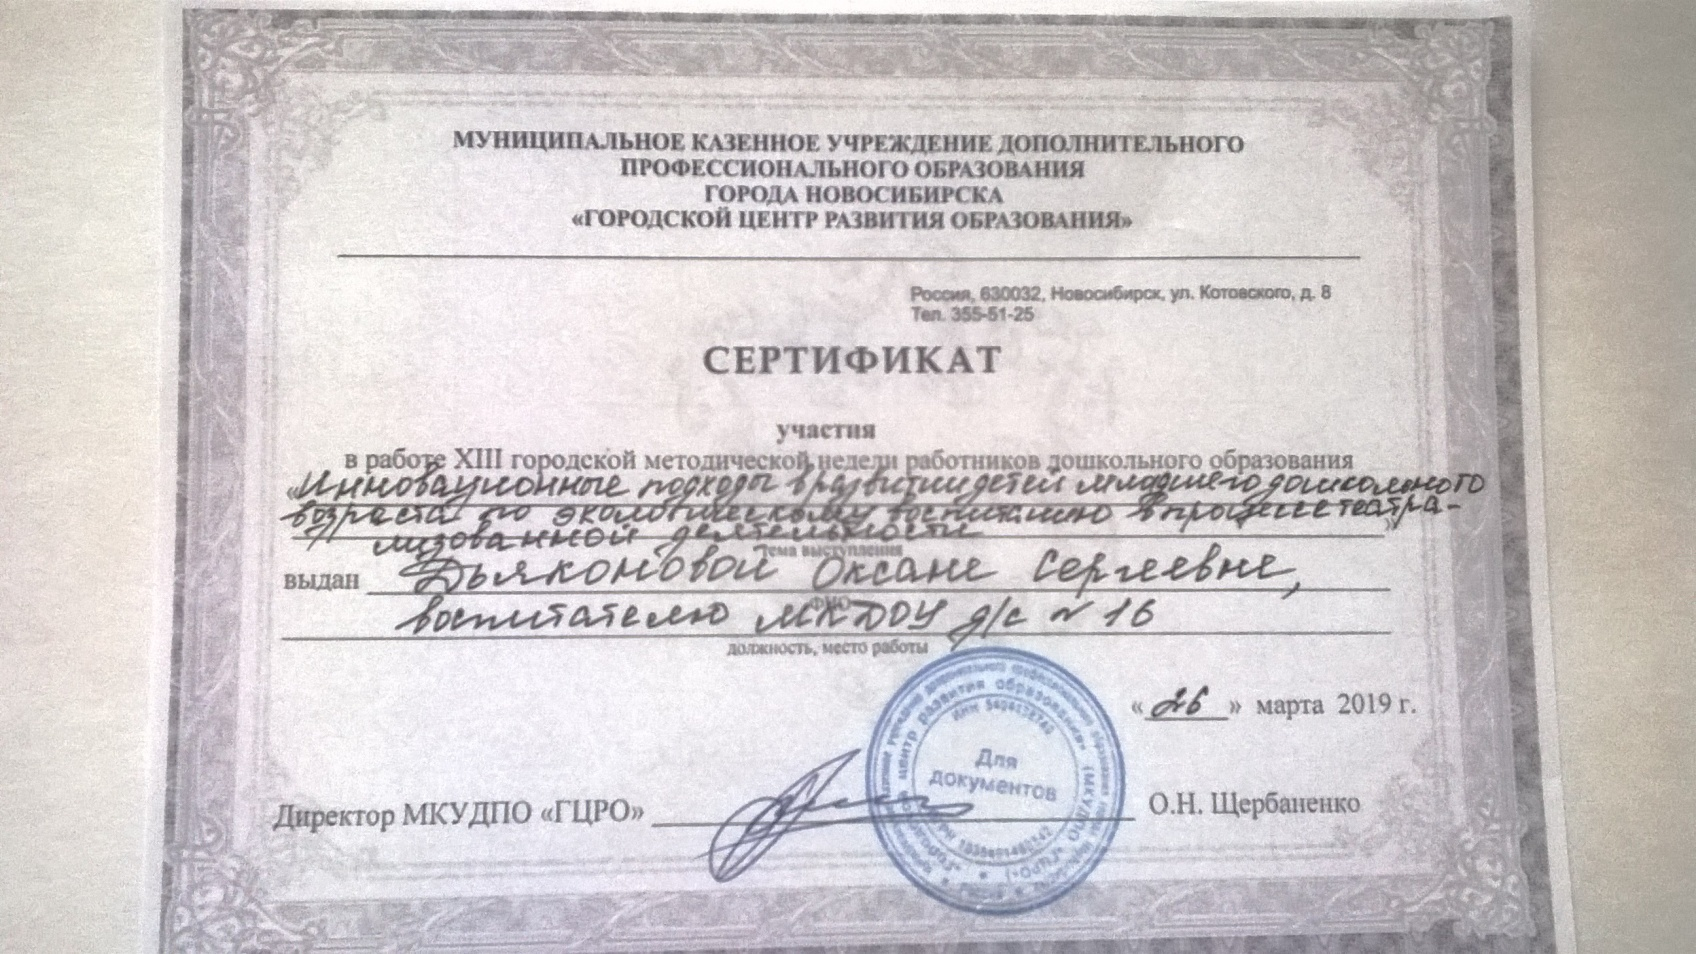 МУНИЦИПАЛЬНОЕ КАЗЕННОЕ УЧРЕЖДЕНИЕ ДОПОЛНИТЕЛЬНОГО
ПРОФЕССИОНАЛЬНОГО ОБРАЗОВАНИЯ
ГОРОДА НОВОСИБИРСКА
«ГОРОДСКОЙ ЦЕНТР РАЗВИТИЯ ОБРАЗОВАНИЯ»
Россия, 630032, Новосибирск, ул. Котовского, д. 8
Тел. 355-51-25
СЕРТИФИКАТ
участия
в работе XIII городской методической недели работников дошкольного образования
«Инновационные подходы в развитии детей младшего дошкольного
возраста по экологическому воспитанию в процессе театра-
лизованной деятельности»
тема выступления
выдан Дьяконовой Оксане Сергеевне,
ФИО
воспитателю МКДОУ д/с № 16
должность, место работы
«26» марта 2019 г.
Для
документов
центр развития образования»
Директор МКУДПО «ГЦРО» О.Н. Щербаненко